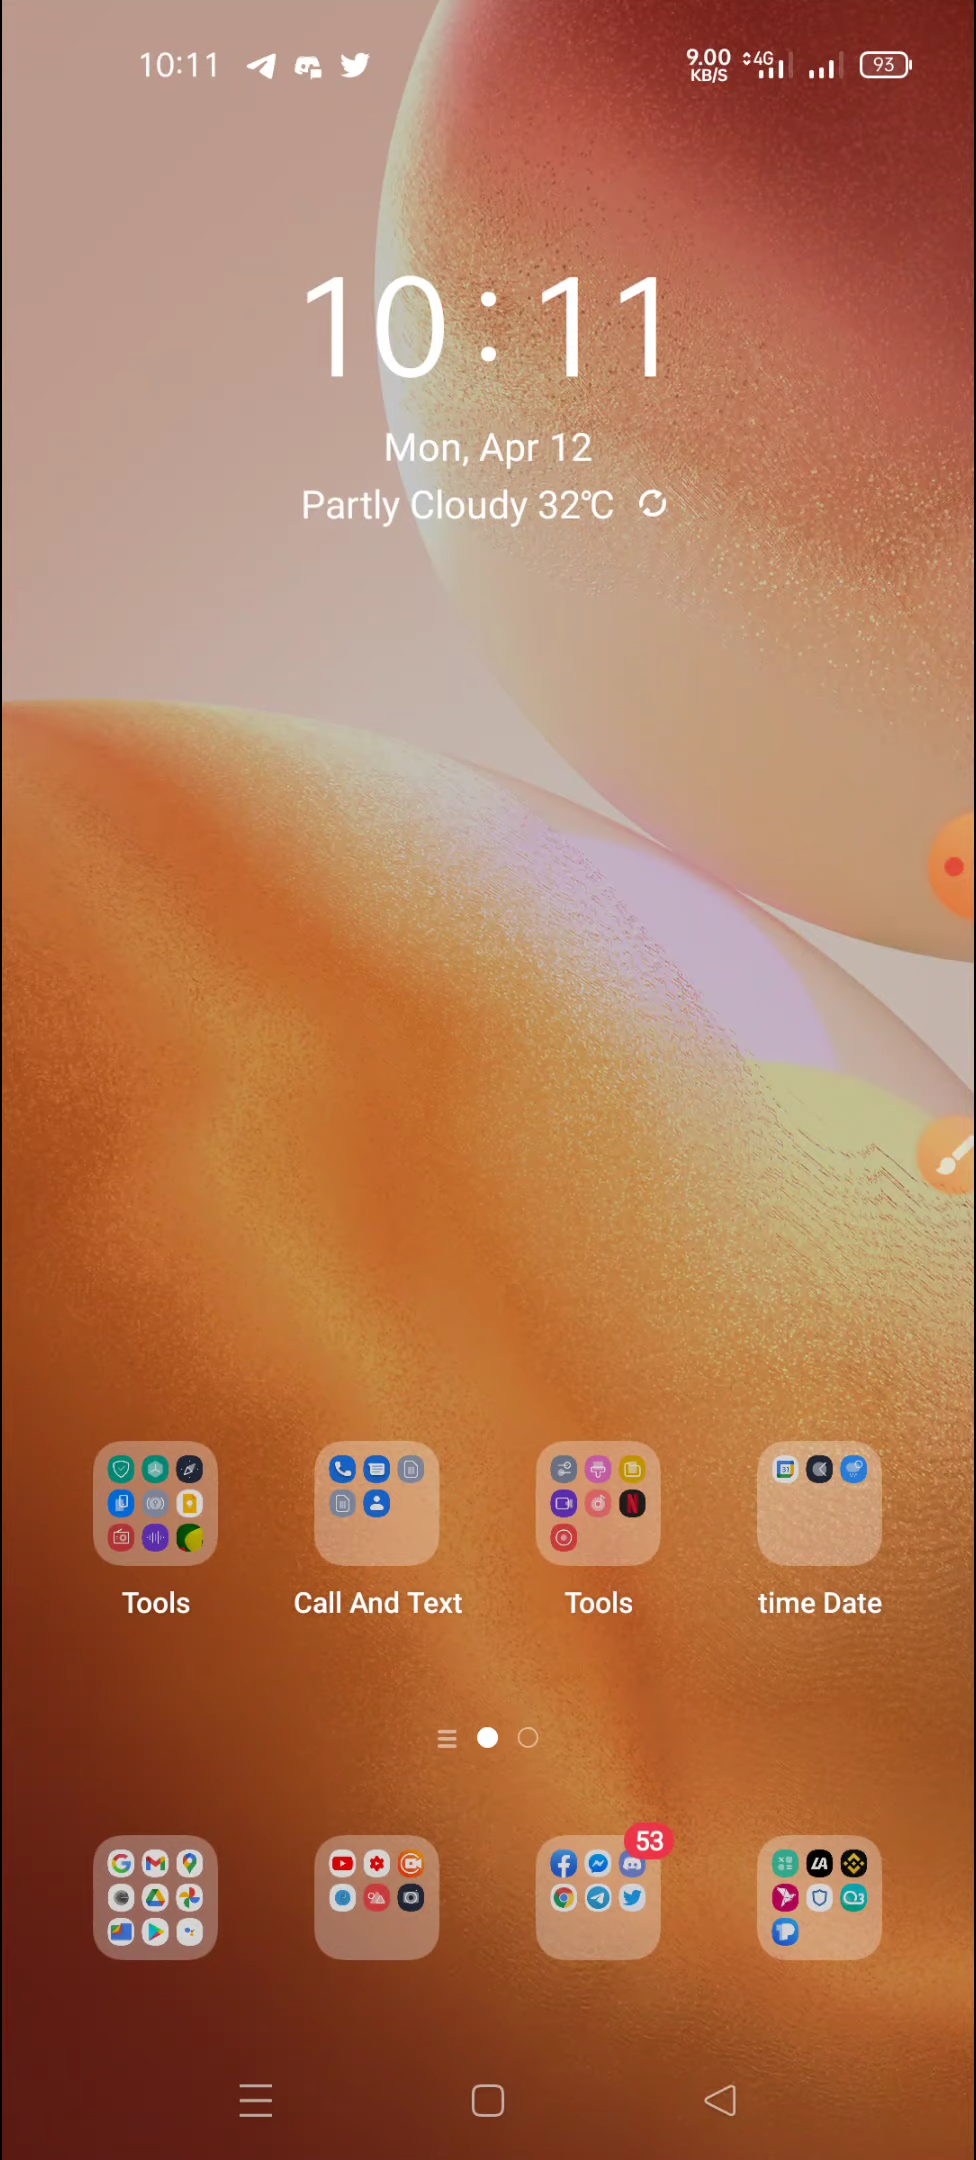 10:11
9.00
KB/S
4G
93
10:11
Mon, Apr 12
Partly Cloudy 32℃
Tools
Call And Text
Tools
time Date
53